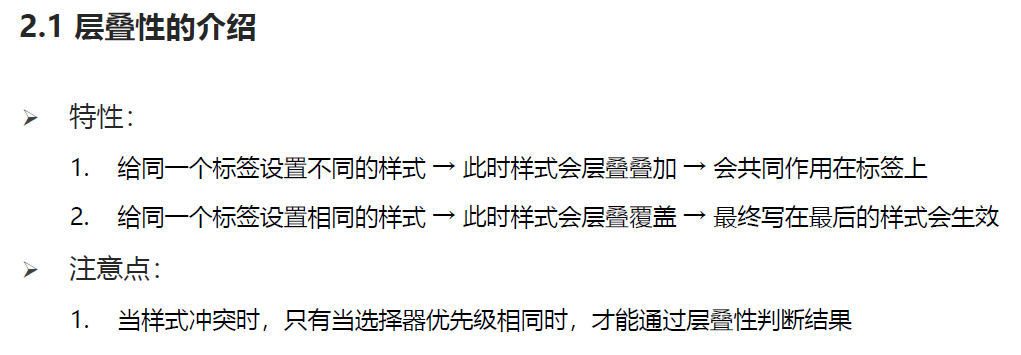 2.1 层叠性的介绍
➢ 特性：
1. 给同一个标签设置不同的样式 → 此时样式会层叠叠加 → 会共同作用在标签上
2. 给同一个标签设置相同的样式 → 此时样式会层叠覆盖 → 最终写在最后的样式会生效
➢ 注意点：
1. 当样式冲突时，只有当选择器优先级相同时，才能通过层叠性判断结果